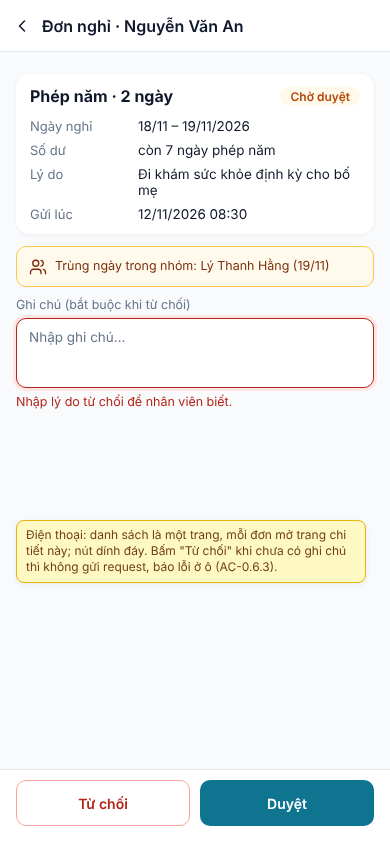 Đơn nghỉ · Nguyễn Văn An
Phép năm · 2 ngày
Chờ duyệt
Ngày nghỉ
18/11 – 19/11/2026
Số dư
còn 7 ngày phép năm
Lý do
Đi khám sức khỏe định kỳ cho bố
mẹ
Gửi lúc
12/11/2026 08:30
Trùng ngày trong nhóm: Lý Thanh Hằng (19/11)
Ghi chú (bắt buộc khi từ chối)
Nhập ghi chú...
Nhập lý do từ chối để nhân viên biết.
Điện thoại: danh sách là một trang, mỗi đơn mở trang chi
tiết này; nút dính đáy. Bấm "Từ chối" khi chưa có ghi chú
thì không gửi request, báo lỗi ở ô (AC-0.6.3).
Từ chối
Duyệt